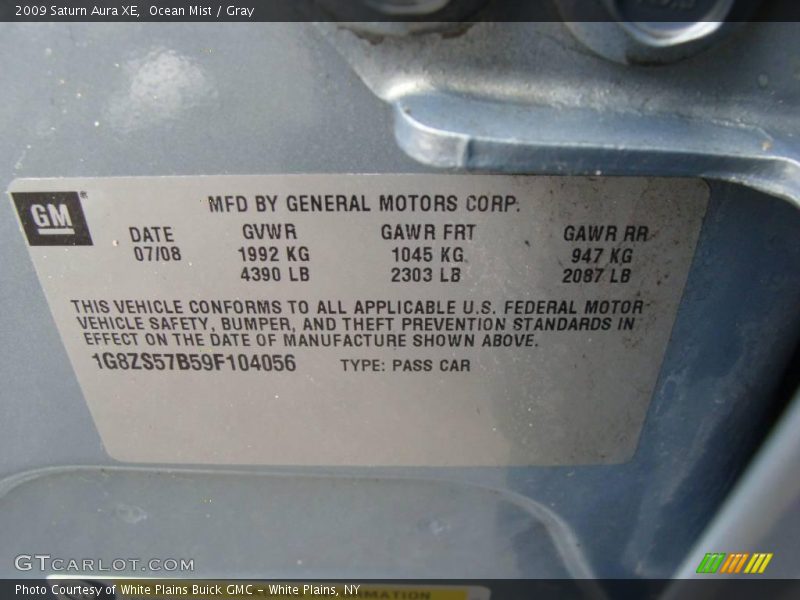 2009 Saturn Aura XE, Ocean Mist / Gray
GM
MFD BY GENERAL MOTORS CORP.
DATE GVWR GAWR FRT GAWR RR
07/08 1992 KG 1045 KG 947 KG
4390 LB 2303 LB 2087 LB
THIS VEHICLE CONFORMS TO ALL APPLICABLE U.S. FEDERAL MOTOR
VEHICLE SAFETY, BUMPER, AND THEFT PREVENTION STANDARDS IN
EFFECT ON THE DATE OF MANUFACTURE SHOWN ABOVE.
1G8ZS57B59F104056 TYPE: PASS CAR
GTCARLOT.COM
Photo Courtesy of White Plains Buick GMC - White Plains, NY